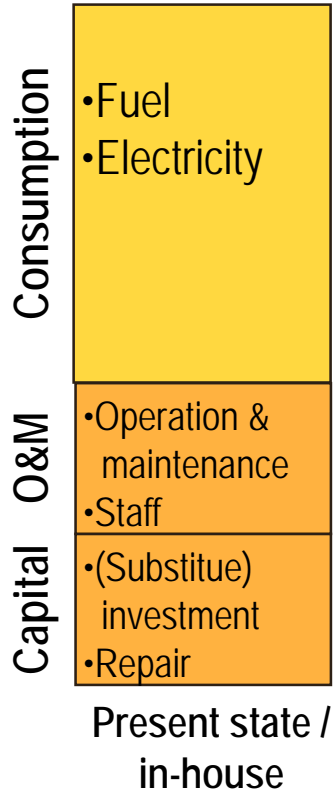 Consumption
•Fuel
•Electricity
O&M
•Operation &
maintenance
•Staff
Capital
•(Substitue)
investment
•Repair
Present state /
in-house